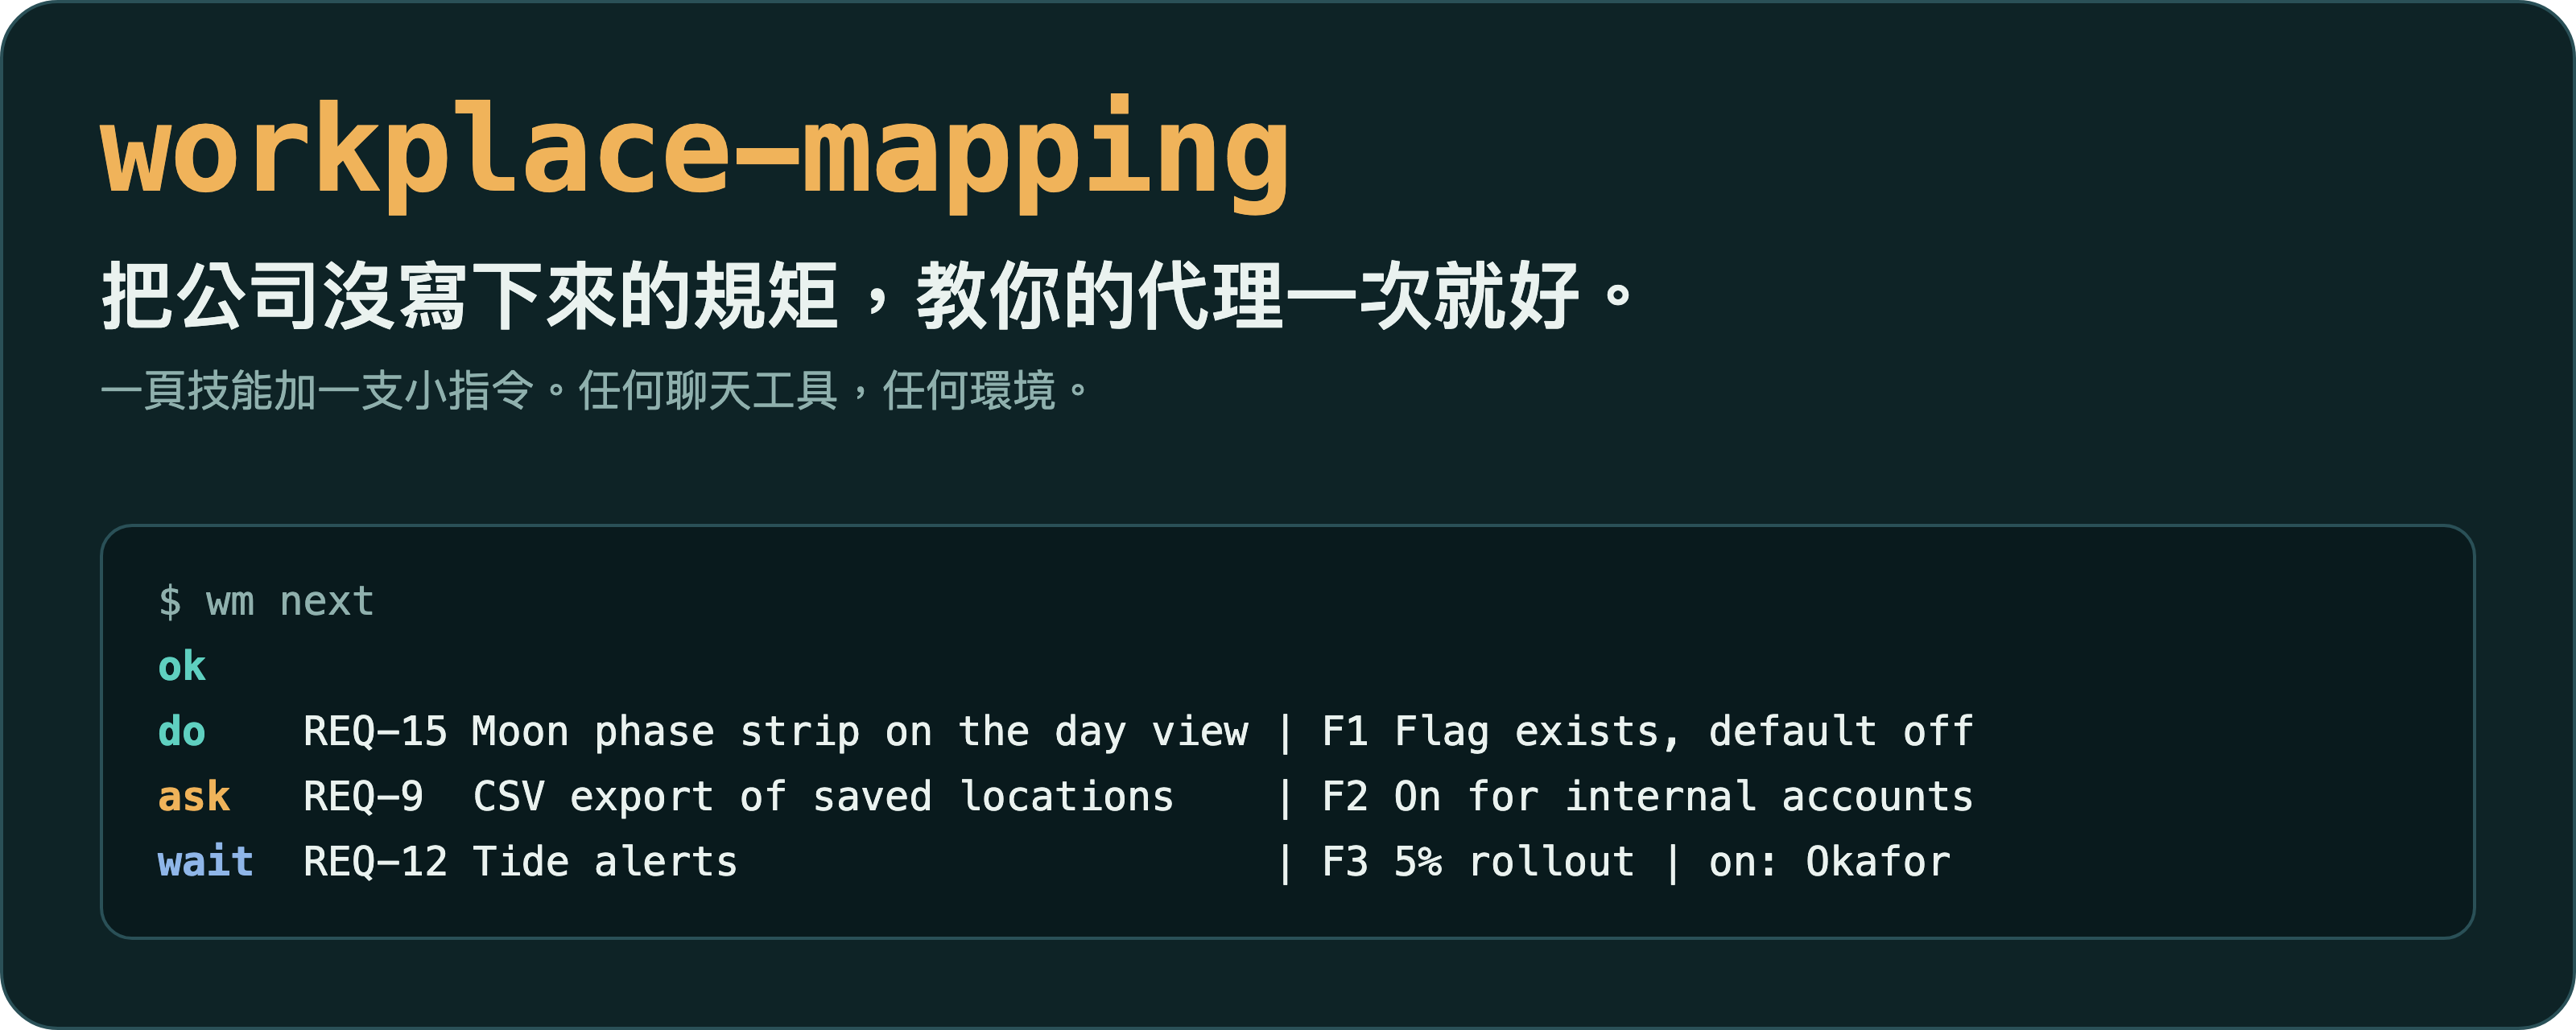 workplace-mapping
把公司沒寫下來的規矩，教你的代理一次就好。
一頁技能加一支小指令。任何聊天工具，任何環境。
$ wm next
ok
do    REQ-15 Moon phase strip on the day view | F1 Flag exists, default off
ask   REQ-9  CSV export of saved locations    | F2 On for internal accounts
wait  REQ-12 Tide alerts                      | F3 5% rollout | on: Okafor